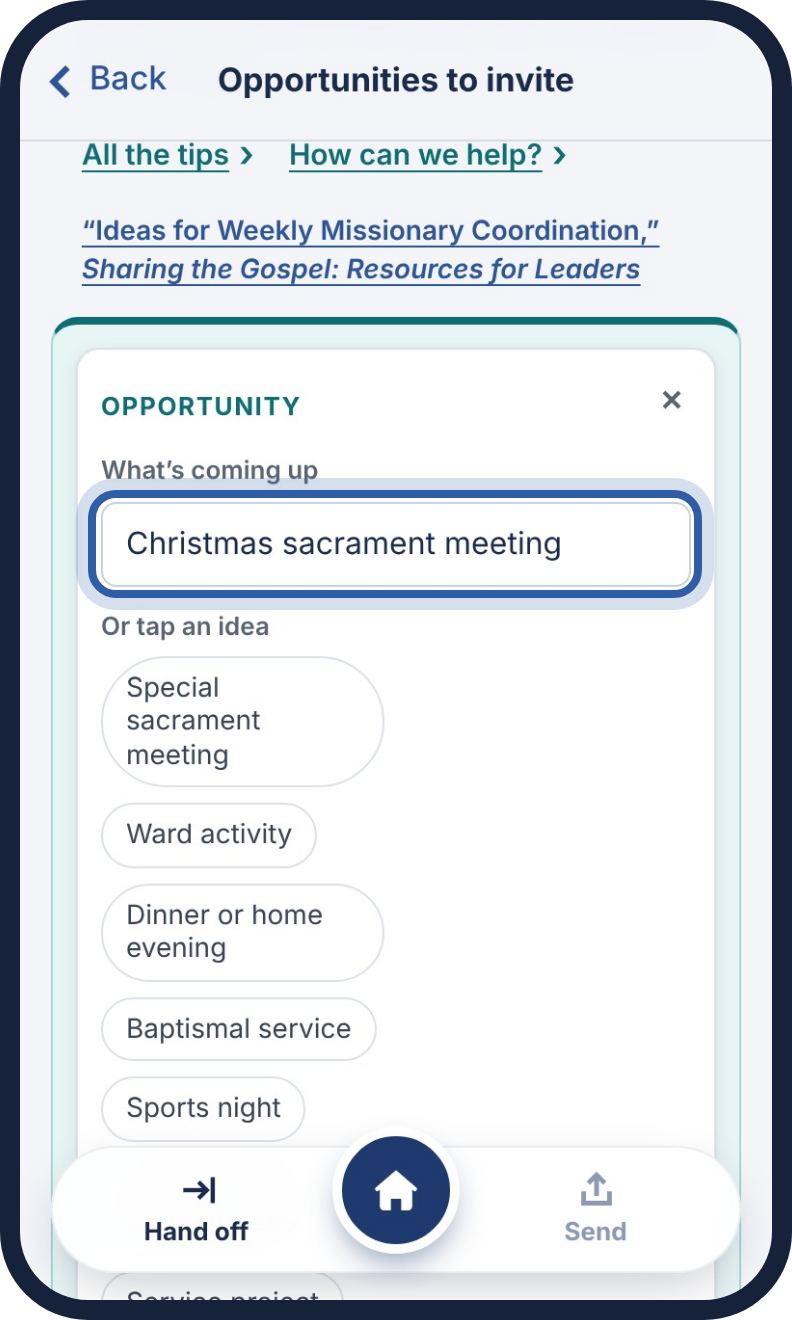 Back
Opportunities to invite
All the tips › How can we help? ›
“Ideas for Weekly Missionary Coordination,”
Sharing the Gospel: Resources for Leaders
OPPORTUNITY
×
What’s coming up
Christmas sacrament meeting
Or tap an idea
Special
sacrament
meeting
Ward activity
Dinner or home
evening
Baptismal service
Sports night
Hand off
Send
Service project